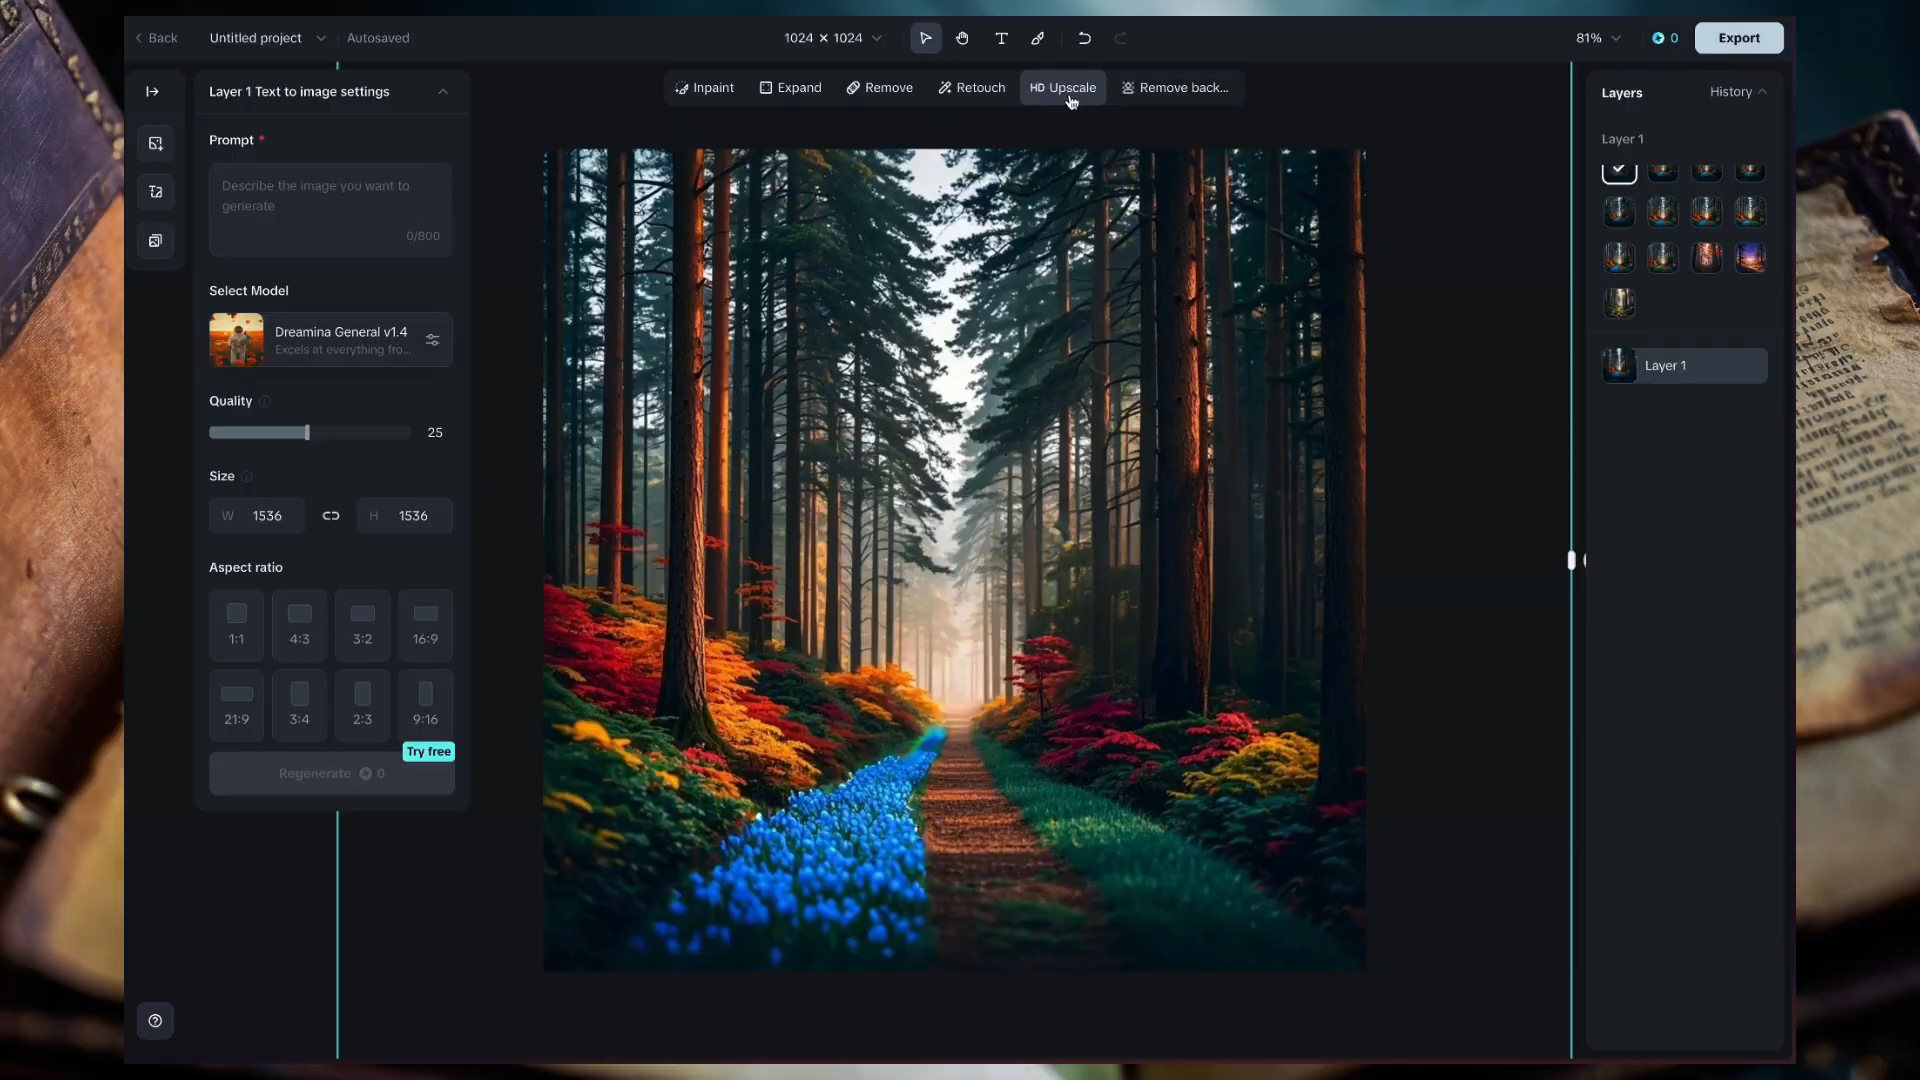 Back
Untitled project
Autosaved
1024 × 1024
81%
0
Export
Layer 1 Text to image settings
Inpaint
Expand
Remove
Retouch
HD Upscale
Remove back...
Layers
History
Prompt *
Layer 1
Describe the image you want to
generate
0/800
Select Model
Dreamina General v1.4
Excels at everything fro...
Layer 1
Quality
25
Size
W 1536
H 1536
Aspect ratio
1:1
4:3
3:2
16:9
21:9
3:4
2:3
9:16
Try free
Regenerate 0